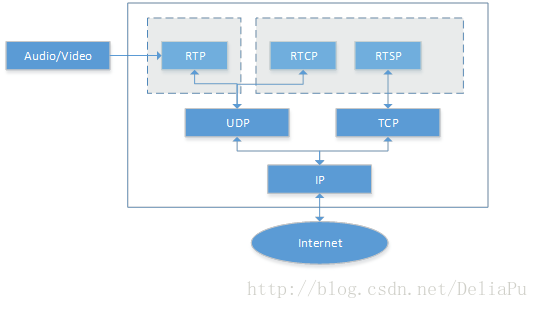 Audio/Video
RTP
RTCP
RTSP
UDP
TCP
IP
Internet
http://blog.csdn.net/DeliaPu